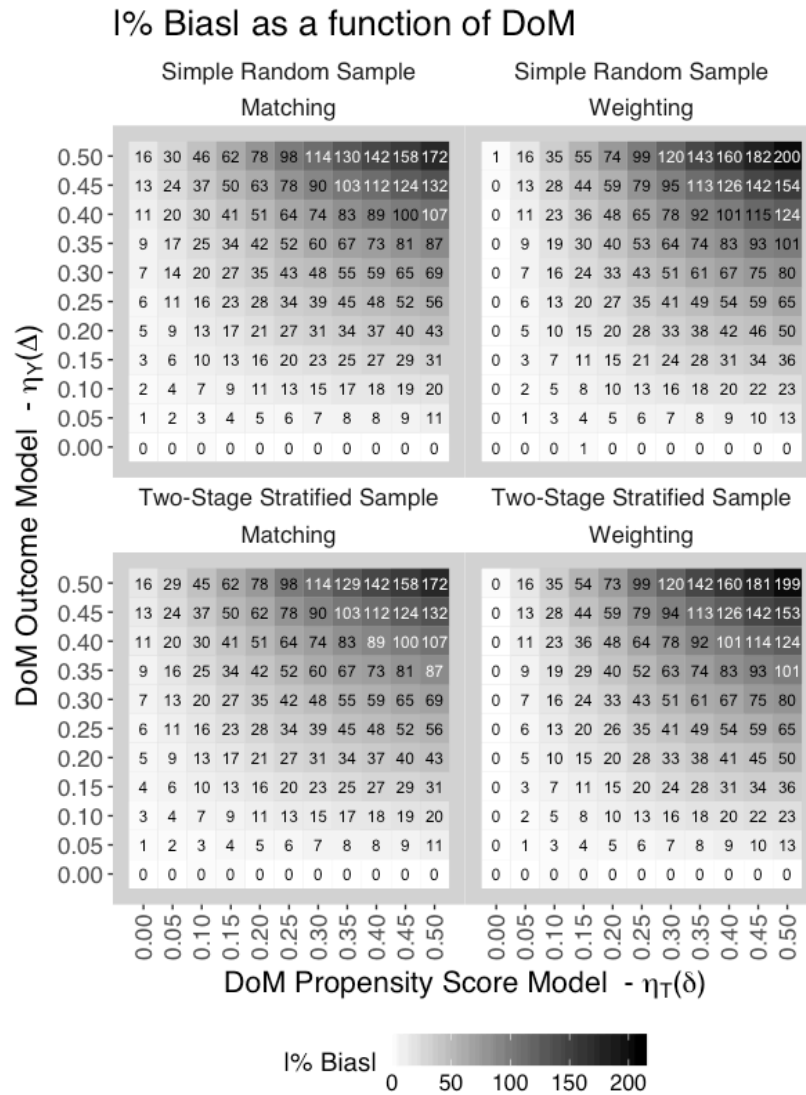 |% Bias| as a function of DoM
Simple Random Sample Simple Random Sample
Matching Weighting
0.50 16 30 46 62 78 98 114 130 142 158 172 1 16 35 55 74 99 120 143 160 182 200
0.45 13 24 37 50 63 78 90 103 112 124 132 0 13 28 44 59 79 95 113 126 142 154
0.40 11 20 30 41 51 64 74 83 89 100 107 0 11 23 36 48 65 78 92 101 115 124
0.35 9 17 25 34 42 52 60 67 73 81 87 0 9 19 30 40 53 64 74 83 93 101
0.30 7 14 20 27 35 43 48 55 59 65 69 0 7 16 24 33 43 51 61 67 75 80
0.25 6 11 16 23 28 34 39 45 48 52 56 0 6 13 20 27 35 41 49 54 59 65
0.20 5 9 13 17 21 27 31 34 37 40 43 0 5 10 15 20 28 33 38 42 46 50
0.15 3 6 10 13 16 20 23 25 27 29 31 0 3 7 11 15 21 24 28 31 34 36
0.10 2 4 7 9 11 13 15 17 18 19 20 0 2 5 8 10 13 16 18 20 22 23
0.05 1 2 3 4 5 6 7 8 8 9 11 0 1 3 4 5 6 7 8 9 10 13
0.00 0 0 0 0 0 0 0 0 0 0 0 0 0 0 1 0 0 0 0 0 0 0
Two-Stage Stratified Sample Two-Stage Stratified Sample
Matching Weighting
0.50 16 29 45 62 78 98 114 129 142 158 172 0 16 35 54 73 99 120 142 160 181 199
0.45 13 24 37 50 62 78 90 103 112 124 132 0 13 28 44 59 79 94 113 126 142 153
0.40 11 20 30 41 51 64 74 83 89 100 107 0 11 23 36 48 64 78 92 101 114 124
0.35 9 16 25 34 42 52 60 67 73 81 87 0 9 19 29 40 52 63 74 83 93 101
0.30 7 13 20 27 35 42 48 55 59 65 69 0 7 16 24 33 43 51 61 67 75 80
0.25 6 11 16 23 28 34 39 45 48 52 56 0 6 13 20 26 35 41 49 54 59 65
0.20 5 9 13 17 21 27 31 34 37 40 43 0 5 10 15 20 28 33 38 41 45 50
0.15 4 6 10 13 16 20 23 25 27 29 31 0 3 7 11 15 20 24 28 31 34 36
0.10 3 4 7 9 11 13 15 17 18 19 20 0 2 5 8 10 13 16 18 20 22 23
0.05 1 2 3 4 5 6 7 8 8 9 11 0 1 3 4 5 6 7 8 9 10 13
0.00 0 0 0 0 0 0 0 0 0 0 0 0 0 0 0 0 0 0 0 0 0 0
DoM Outcome Model - ηY(Δ)
0.00 0.05 0.10 0.15 0.20 0.25 0.30 0.35 0.40 0.45 0.50 0.00 0.05 0.10 0.15 0.20 0.25 0.30 0.35 0.40 0.45 0.50
DoM Propensity Score Model - ηT(δ)
|% Bias|
0 50 100 150 200